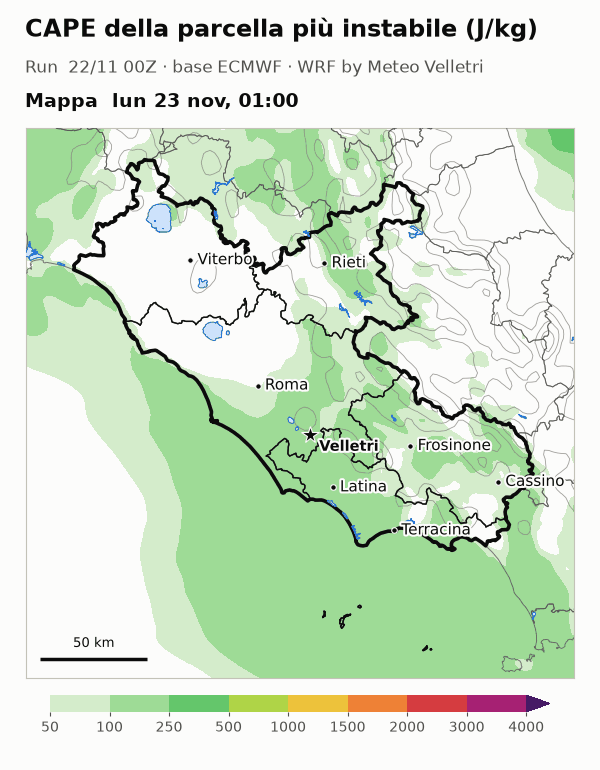 CAPE della parcella più instabile (J/kg)
Run  22/11 00Z · base ECMWF · WRF by Meteo Velletri
Mappa  lun 23 nov, 01:00
Viterbo
Rieti
Roma
Velletri
Frosinone
Latina
Cassino
Terracina
50 km
50 100 250 500 1000 1500 2000 3000 4000